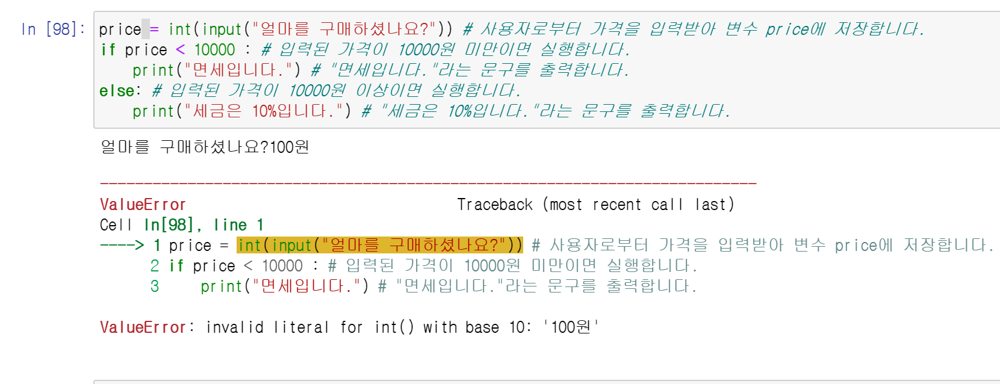 In [98]: price = int(input("얼마를 구매하셨나요?")) # 사용자로부터 가격을 입력받아 변수 price에 저장합니다.
if price < 10000 : # 입력된 가격이 10000원 미만이면 실행합니다.
    print("면세입니다.") # "면세입니다."라는 문구를 출력합니다.
else: # 입력된 가격이 10000원 이상이면 실행합니다.
    print("세금은 10%입니다.") # "세금은 10%입니다."라는 문구를 출력합니다.
얼마를 구매하셨나요?100원
---------------------------------------------------------------------------
ValueError                                Traceback (most recent call last)
Cell In[98], line 1
----> 1 price = int(input("얼마를 구매하셨나요?")) # 사용자로부터 가격을 입력받아 변수 price에 저장합니다.
      2 if price < 10000 : # 입력된 가격이 10000원 미만이면 실행합니다.
      3     print("면세입니다.") # "면세입니다."라는 문구를 출력합니다.
ValueError: invalid literal for int() with base 10: '100원'